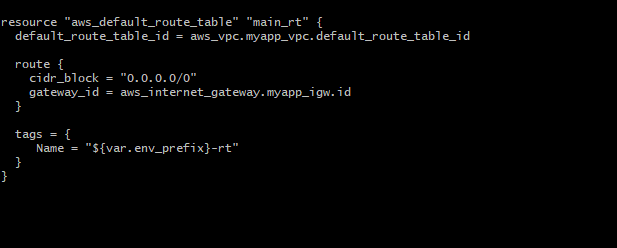 resource "aws_default_route_table" "main_rt" {
  default_route_table_id = aws_vpc.myapp_vpc.default_route_table_id
  route {
    cidr_block = "0.0.0.0/0"
    gateway_id = aws_internet_gateway.myapp_igw.id
  }
  tags = {
     Name = "${var.env_prefix}-rt"
  }
}